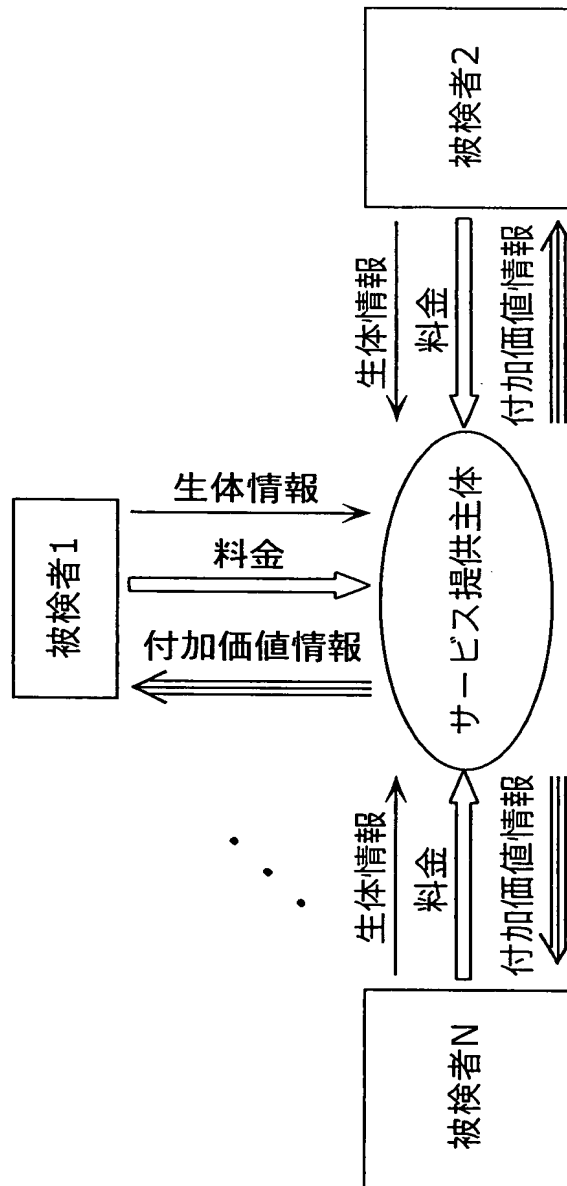 被検者1
生体情報
料金
付加価値情報
サービス提供主体
生体情報
料金
付加価値情報
被検者2
生体情報
料金
付加価値情報
被検者N